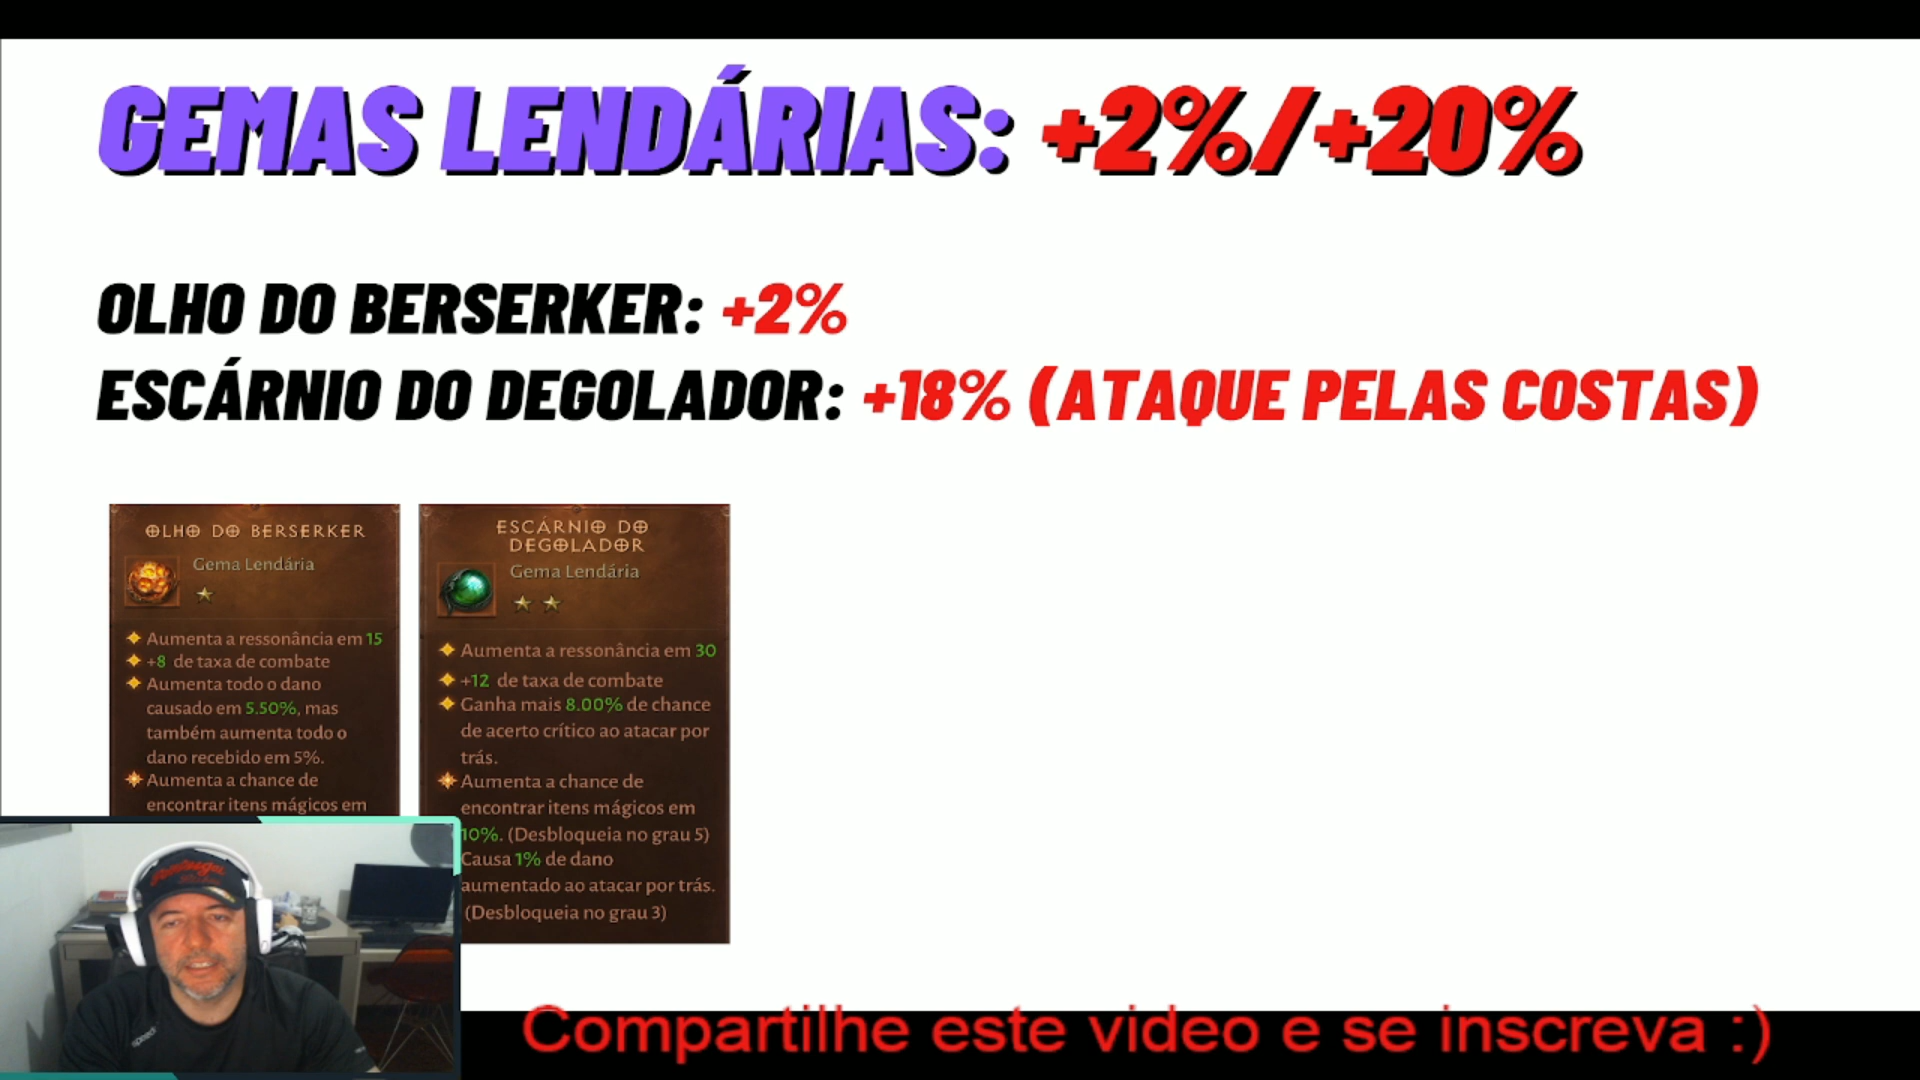 GEMAS LENDÁRIAS: +2%/+20%
OLHO DO BERSERKER: +2%
ESCÁRNIO DO DEGOLADOR: +18% (ATAQUE PELAS COSTAS)
OLHO DO BERSERKER
Gema Lendária
Aumenta a ressonância em 15
+8 de taxa de combate
Aumenta todo o dano
causado em 5.50%, mas
também aumenta todo o
dano recebido em 5%.
Aumenta a chance de
encontrar itens mágicos em
ESCÁRNIO DO
DEGOLADOR
Gema Lendária
Aumenta a ressonância em 30
+12 de taxa de combate
Ganha mais 8.00% de chance
de acerto crítico ao atacar por
trás.
Aumenta a chance de
encontrar itens mágicos em
10%. (Desbloqueia no grau 5)
Causa 1% de dano
aumentado ao atacar por trás.
(Desbloqueia no grau 3)
Compartilhe este video e se inscreva :)